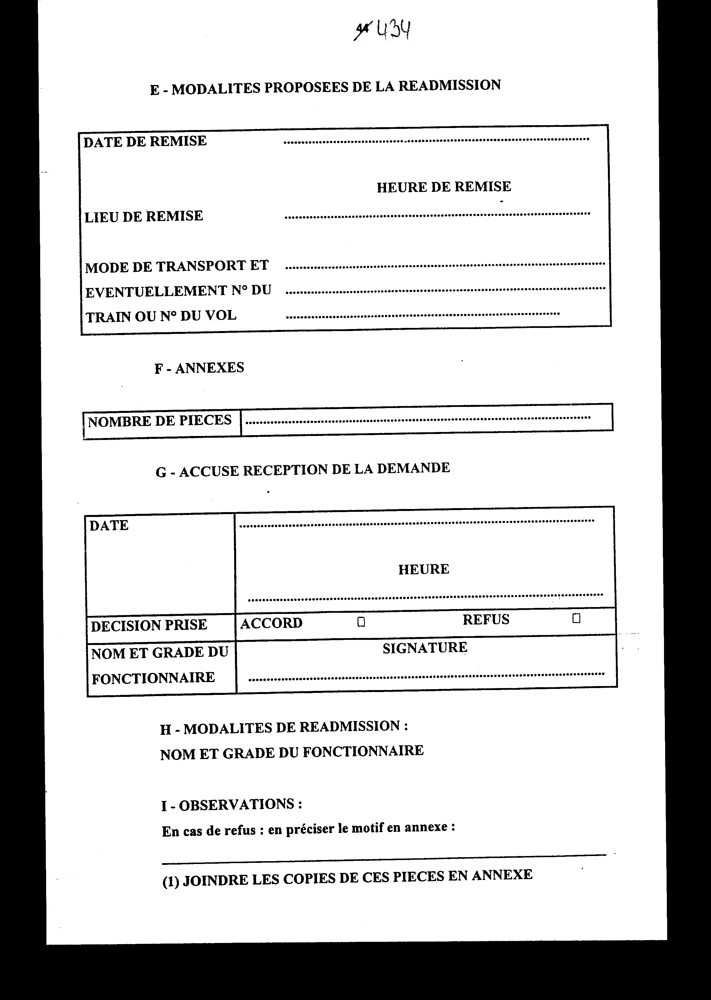 44 434
E - MODALITES PROPOSEES DE LA READMISSION
DATE DE REMISE ................................................................
HEURE DE REMISE
LIEU DE REMISE ................................................................
MODE DE TRANSPORT ET ................................................................
EVENTUELLEMENT N° DU ................................................................
TRAIN OU N° DU VOL ................................................................
F - ANNEXES
NOMBRE DE PIECES ................................................................
G - ACCUSE RECEPTION DE LA DEMANDE
DATE ................................................................
HEURE
................................................................
DECISION PRISE ACCORD □ REFUS □
NOM ET GRADE DU SIGNATURE
FONCTIONNAIRE ................................................................
H - MODALITES DE READMISSION :
NOM ET GRADE DU FONCTIONNAIRE
I - OBSERVATIONS :
En cas de refus : en préciser le motif en annexe :
(1) JOINDRE LES COPIES DE CES PIECES EN ANNEXE